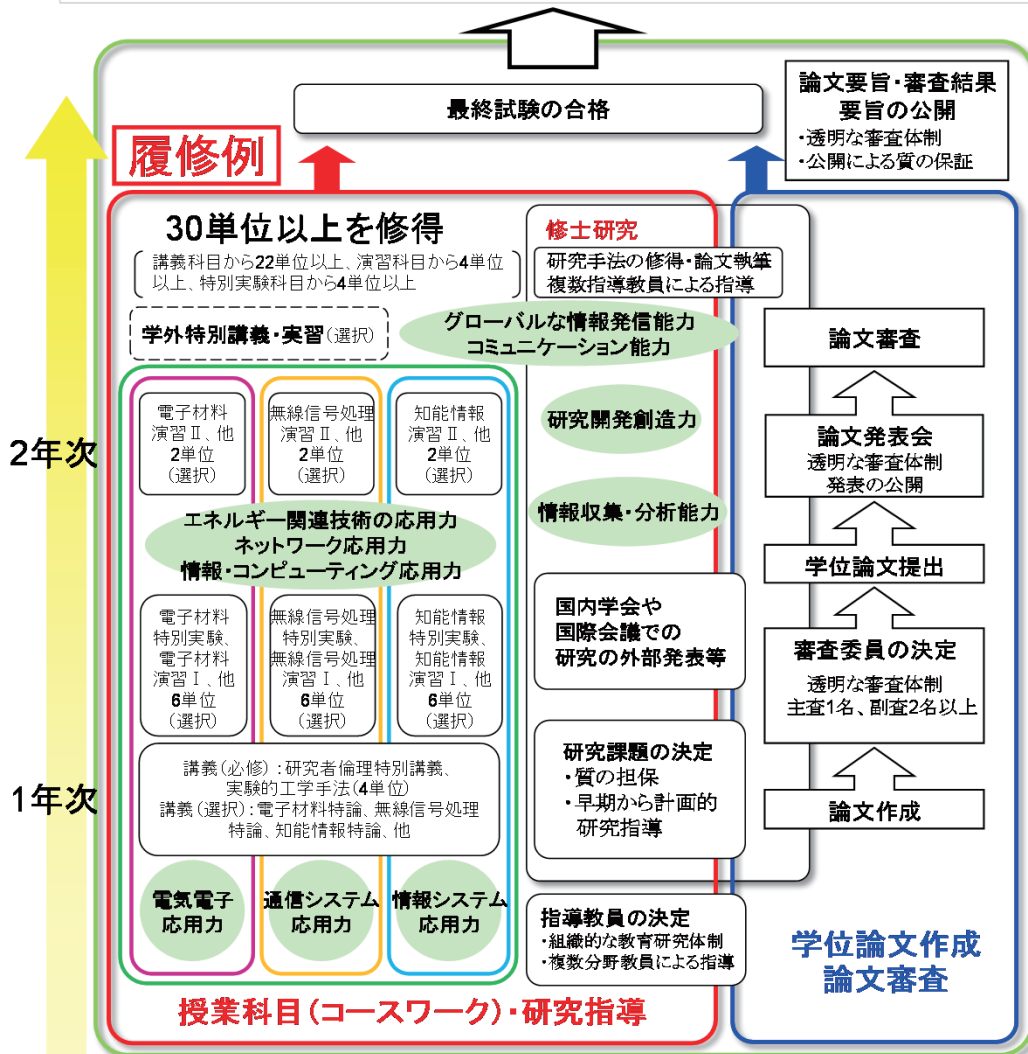 最終試験の合格
論文要旨・審査結果
要旨の公開
・透明な審査体制
・公開による質の保証
履修例
30単位以上を修得
講義科目から22単位以上、演習科目から4単位
以上、特別実験科目から4単位以上
修士研究
研究手法の修得・論文執筆
複数指導教員による指導
学外特別講義・実習(選択)
グローバルな情報発信能力
コミュニケーション能力
論文審査
2年次
電子材料
演習Ⅱ、他
2単位
(選択)
無線信号処理
演習Ⅱ、他
2単位
(選択)
知能情報
演習Ⅱ、他
2単位
(選択)
研究開発創造力
論文発表会
透明な審査体制
発表の公開
エネルギー関連技術の応用力
ネットワーク応用力
情報・コンピューティング応用力
情報収集・分析能力
学位論文提出
電子材料
特別実験、
電子材料
演習Ⅰ、他
6単位
(選択)
無線信号処理
特別実験、
無線信号処理
演習Ⅰ、他
6単位
(選択)
知能情報
特別実験、
知能情報
演習Ⅰ、他
6単位
(選択)
国内学会や
国際会議での
研究の外部発表等
審査委員の決定
透明な審査体制
主査1名、副査2名以上
1年次
講義(必修):研究者倫理特別講義、
実験的工学手法(4単位)
講義(選択):電子材料特論、無線信号処理
特論、知能情報特論、他
研究課題の決定
・質の担保
・早期から計画的
研究指導
論文作成
電気電子
応用力
通信システム
応用力
情報システム
応用力
指導教員の決定
・組織的な教育研究体制
・複数分野教員による指導
学位論文作成
論文審査
授業科目(コースワーク)・研究指導